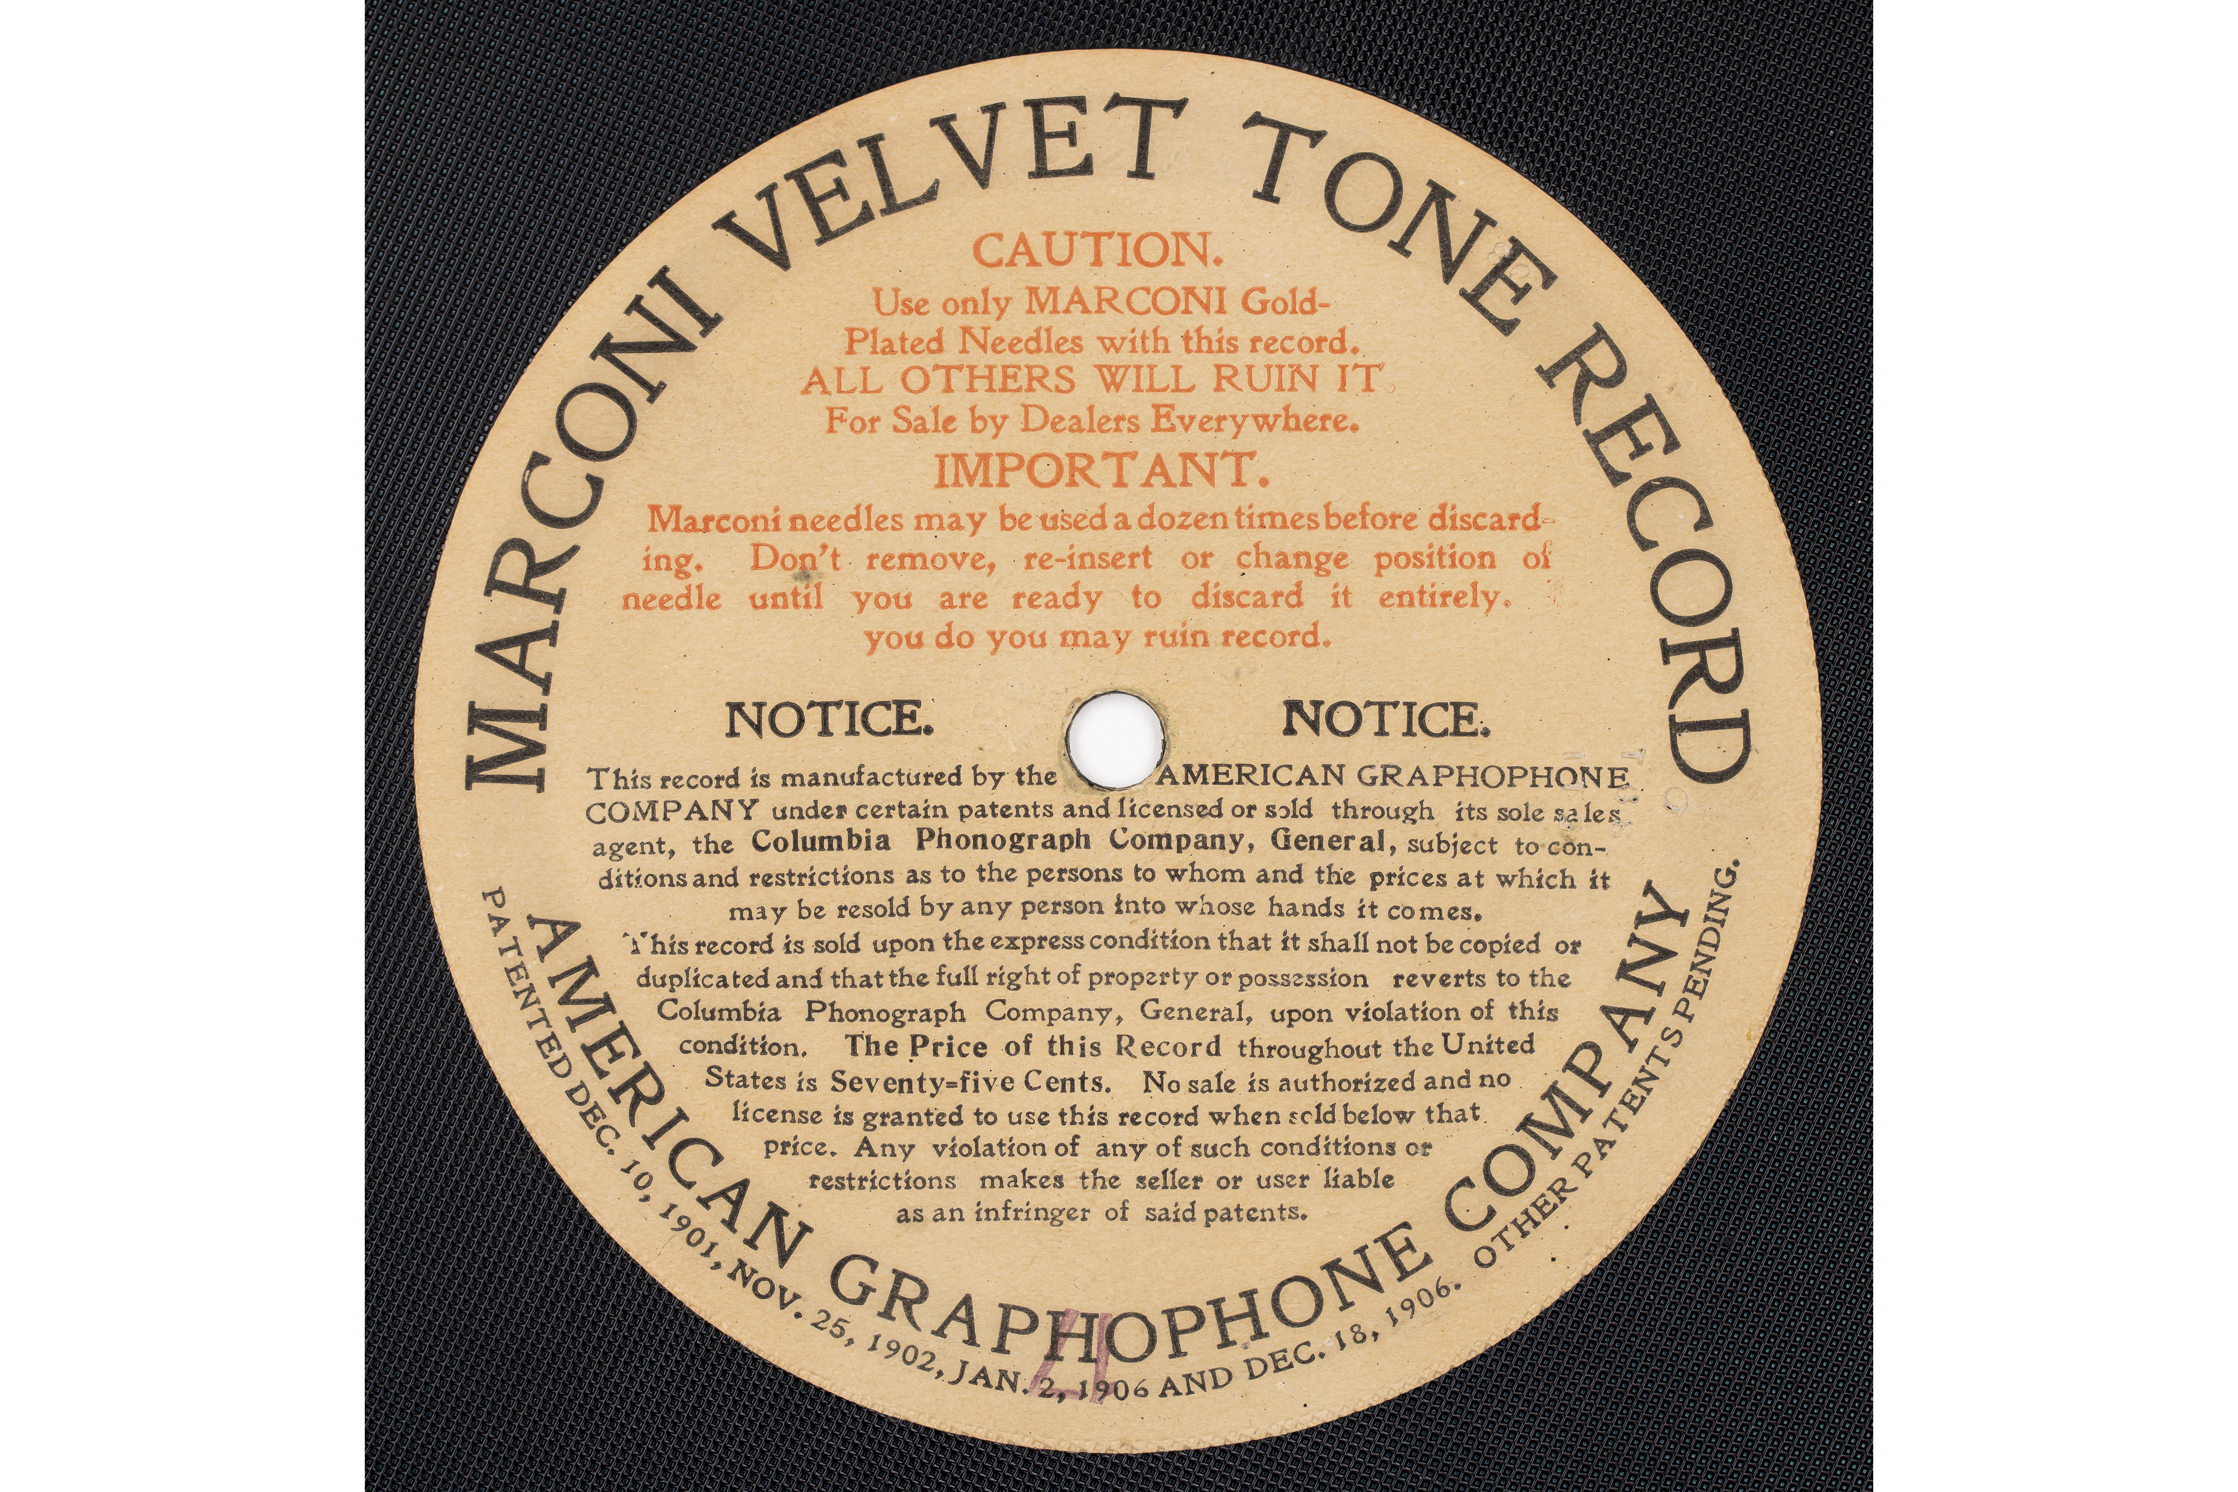 MARCONI VELVET TONE RECORD
CAUTION.
Use only MARCONI Gold-
Plated Needles with this record.
ALL OTHERS WILL RUIN IT
For Sale by Dealers Everywhere.
IMPORTANT.
Marconi needles may be used a dozen times before discard-
ing. Don't remove, re-insert or change position of
needle until you are ready to discard it entirely.
you do you may ruin record.
NOTICE. NOTICE.
This record is manufactured by the AMERICAN GRAPHOPHONE
COMPANY under certain patents and licensed or sold through its sole sales
agent, the Columbia Phonograph Company, General, subject to con-
ditions and restrictions as to the persons to whom and the prices at which it
may be resold by any person into whose hands it comes.
This record is sold upon the express condition that it shall not be copied or
duplicated and that the full right of property or possession reverts to the
Columbia Phonograph Company, General, upon violation of this
condition. The Price of this Record throughout the United
States is Seventy=five Cents. No sale is authorized and no
license is granted to use this record when sold below that
price. Any violation of any of such conditions or
restrictions makes the seller or user liable
as an infringer of said patents.
AMERICAN GRAPHOPHONE COMPANY
PATENTED DEC. 10, 1901, NOV. 25, 1902, JAN. 2, 1906 AND DEC. 18, 1906. OTHER PATENTS PENDING.